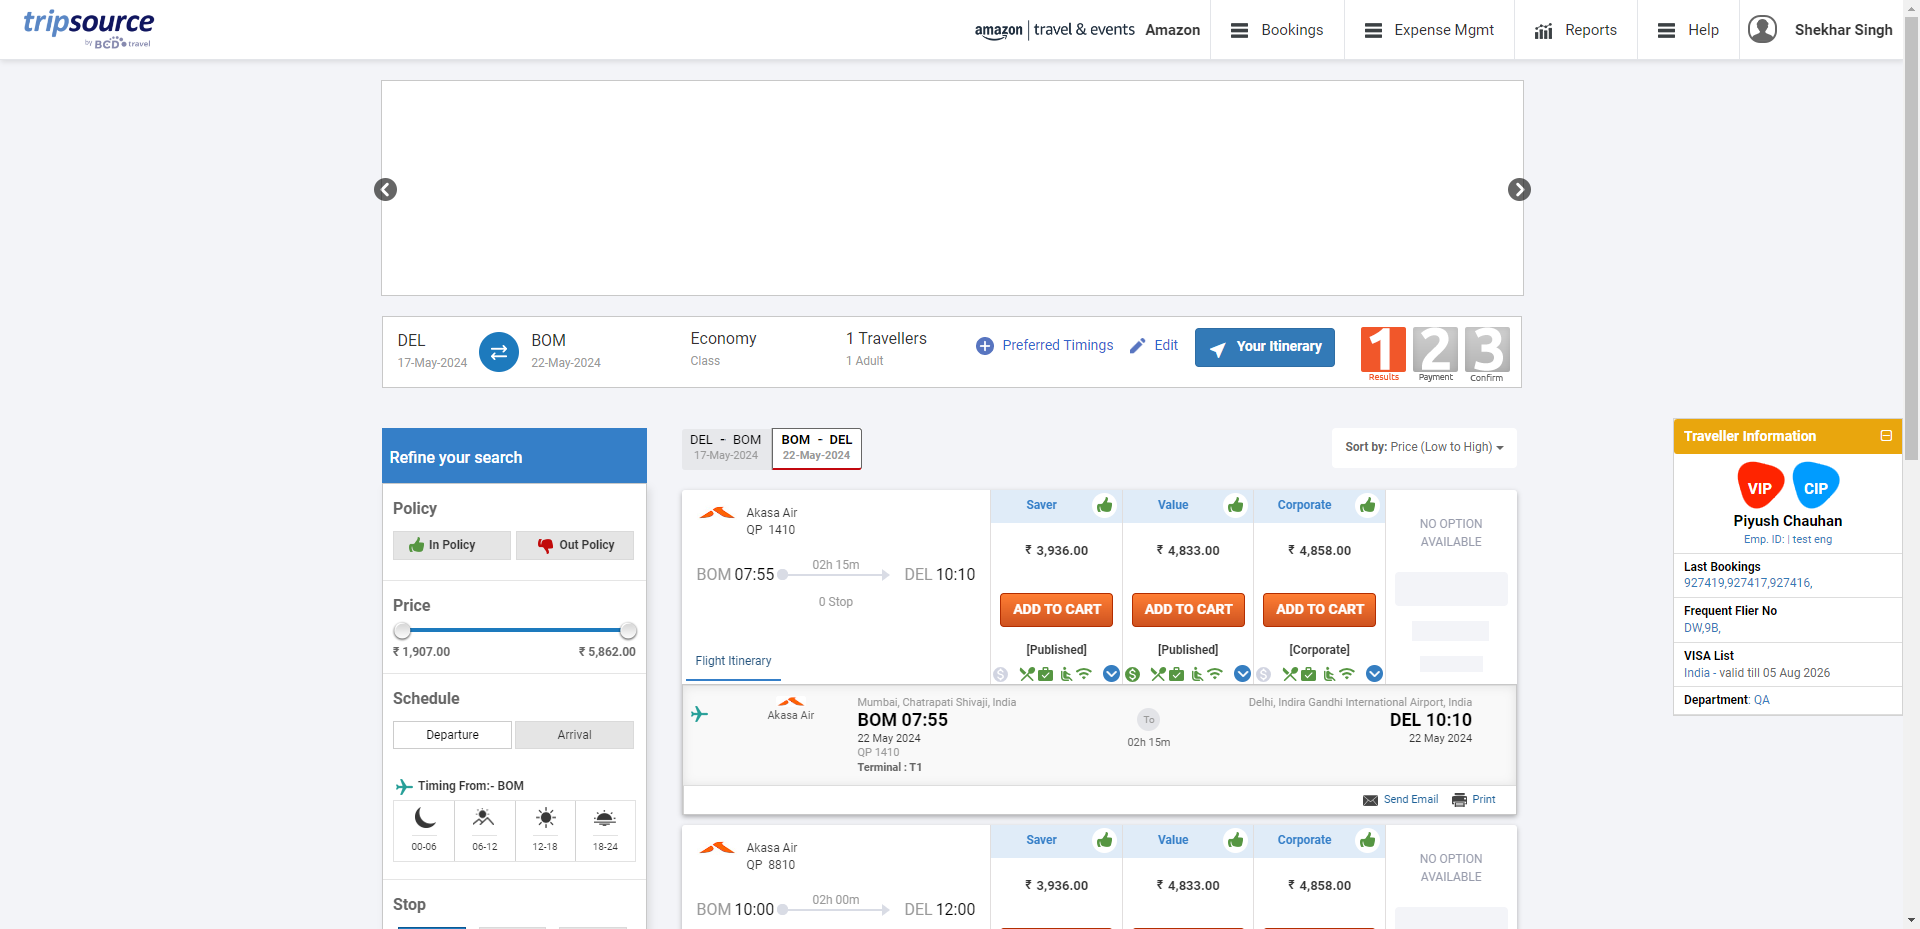 tripsource
by BCD travel
amazon | travel & events Amazon
Bookings
Expense Mgmt
Reports
Help
Shekhar Singh
DEL
17-May-2024
BOM
22-May-2024
Economy
Class
1 Travellers
1 Adult
Preferred Timings
Edit
Your Itinerary
1 2 3
Results Payment Confirm
Refine your search
Policy
In Policy
Out Policy
Price
₹ 1,907.00
₹ 5,862.00
Schedule
Departure
Arrival
Timing From:- BOM
00-06
06-12
12-18
18-24
Stop
DEL - BOM
17-May-2024
BOM - DEL
22-May-2024
Sort by: Price (Low to High)
Akasa Air
QP 1410
BOM 07:55
02h 15m
DEL 10:10
0 Stop
Flight Itinerary
Saver
₹ 3,936.00
ADD TO CART
[Published]
Value
₹ 4,833.00
ADD TO CART
[Published]
Corporate
₹ 4,858.00
ADD TO CART
[Corporate]
NO OPTION
AVAILABLE
Akasa Air
Mumbai, Chatrapati Shivaji, India
BOM 07:55
22 May 2024
QP 1410
Terminal : T1
To
02h 15m
Delhi, Indira Gandhi International Airport, India
DEL 10:10
22 May 2024
Send Email
Print
Akasa Air
QP 8810
BOM 10:00
02h 00m
DEL 12:00
Saver
₹ 3,936.00
Value
₹ 4,833.00
Corporate
₹ 4,858.00
NO OPTION
AVAILABLE
Traveller Information
VIP
CIP
Piyush Chauhan
Emp. ID: | test eng
Last Bookings
927419,927417,927416,
Frequent Flier No
DW,9B,
VISA List
India - valid till 05 Aug 2026
Department: QA